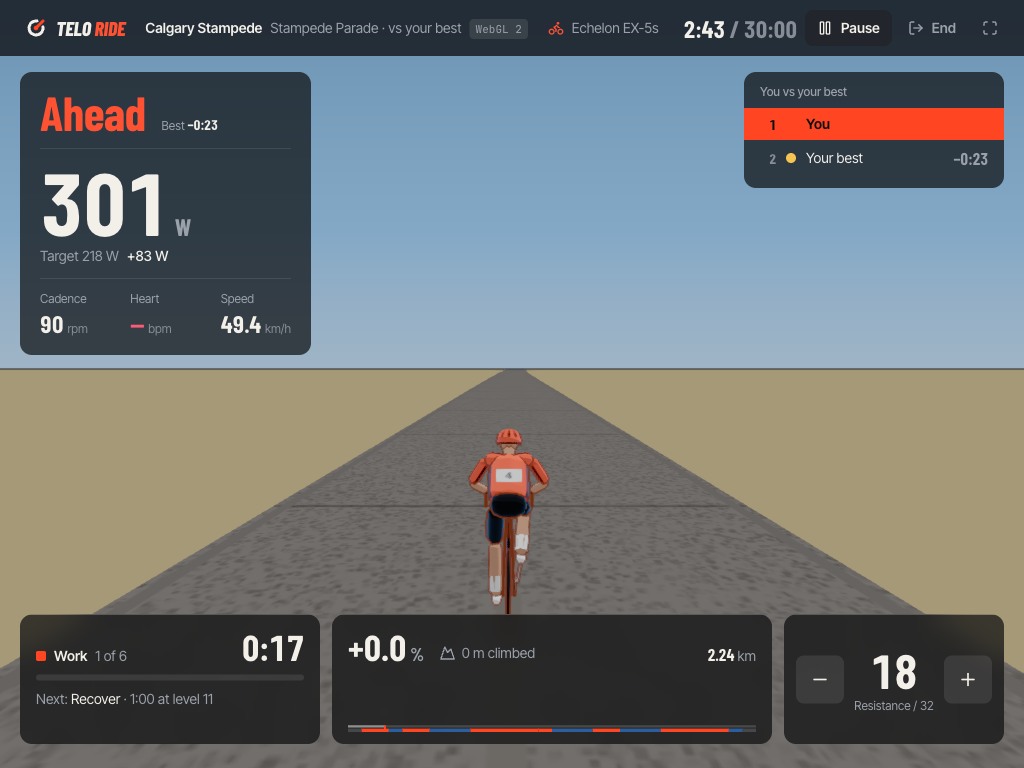 TELO RIDE Calgary Stampede Stampede Parade · vs your best WebGL 2 Echelon EX-5s 2:43 / 30:00 Pause End
Ahead Best −0:23
301 W
Target 218 W +83 W
Cadence Heart Speed
90 rpm – bpm 49.4 km/h
You vs your best
1 You
2 Your best −0:23
4
Work 1 of 6 0:17
Next: Recover · 1:00 at level 11
+0.0 % 0 m climbed 2.24 km
− 18 +
Resistance / 32